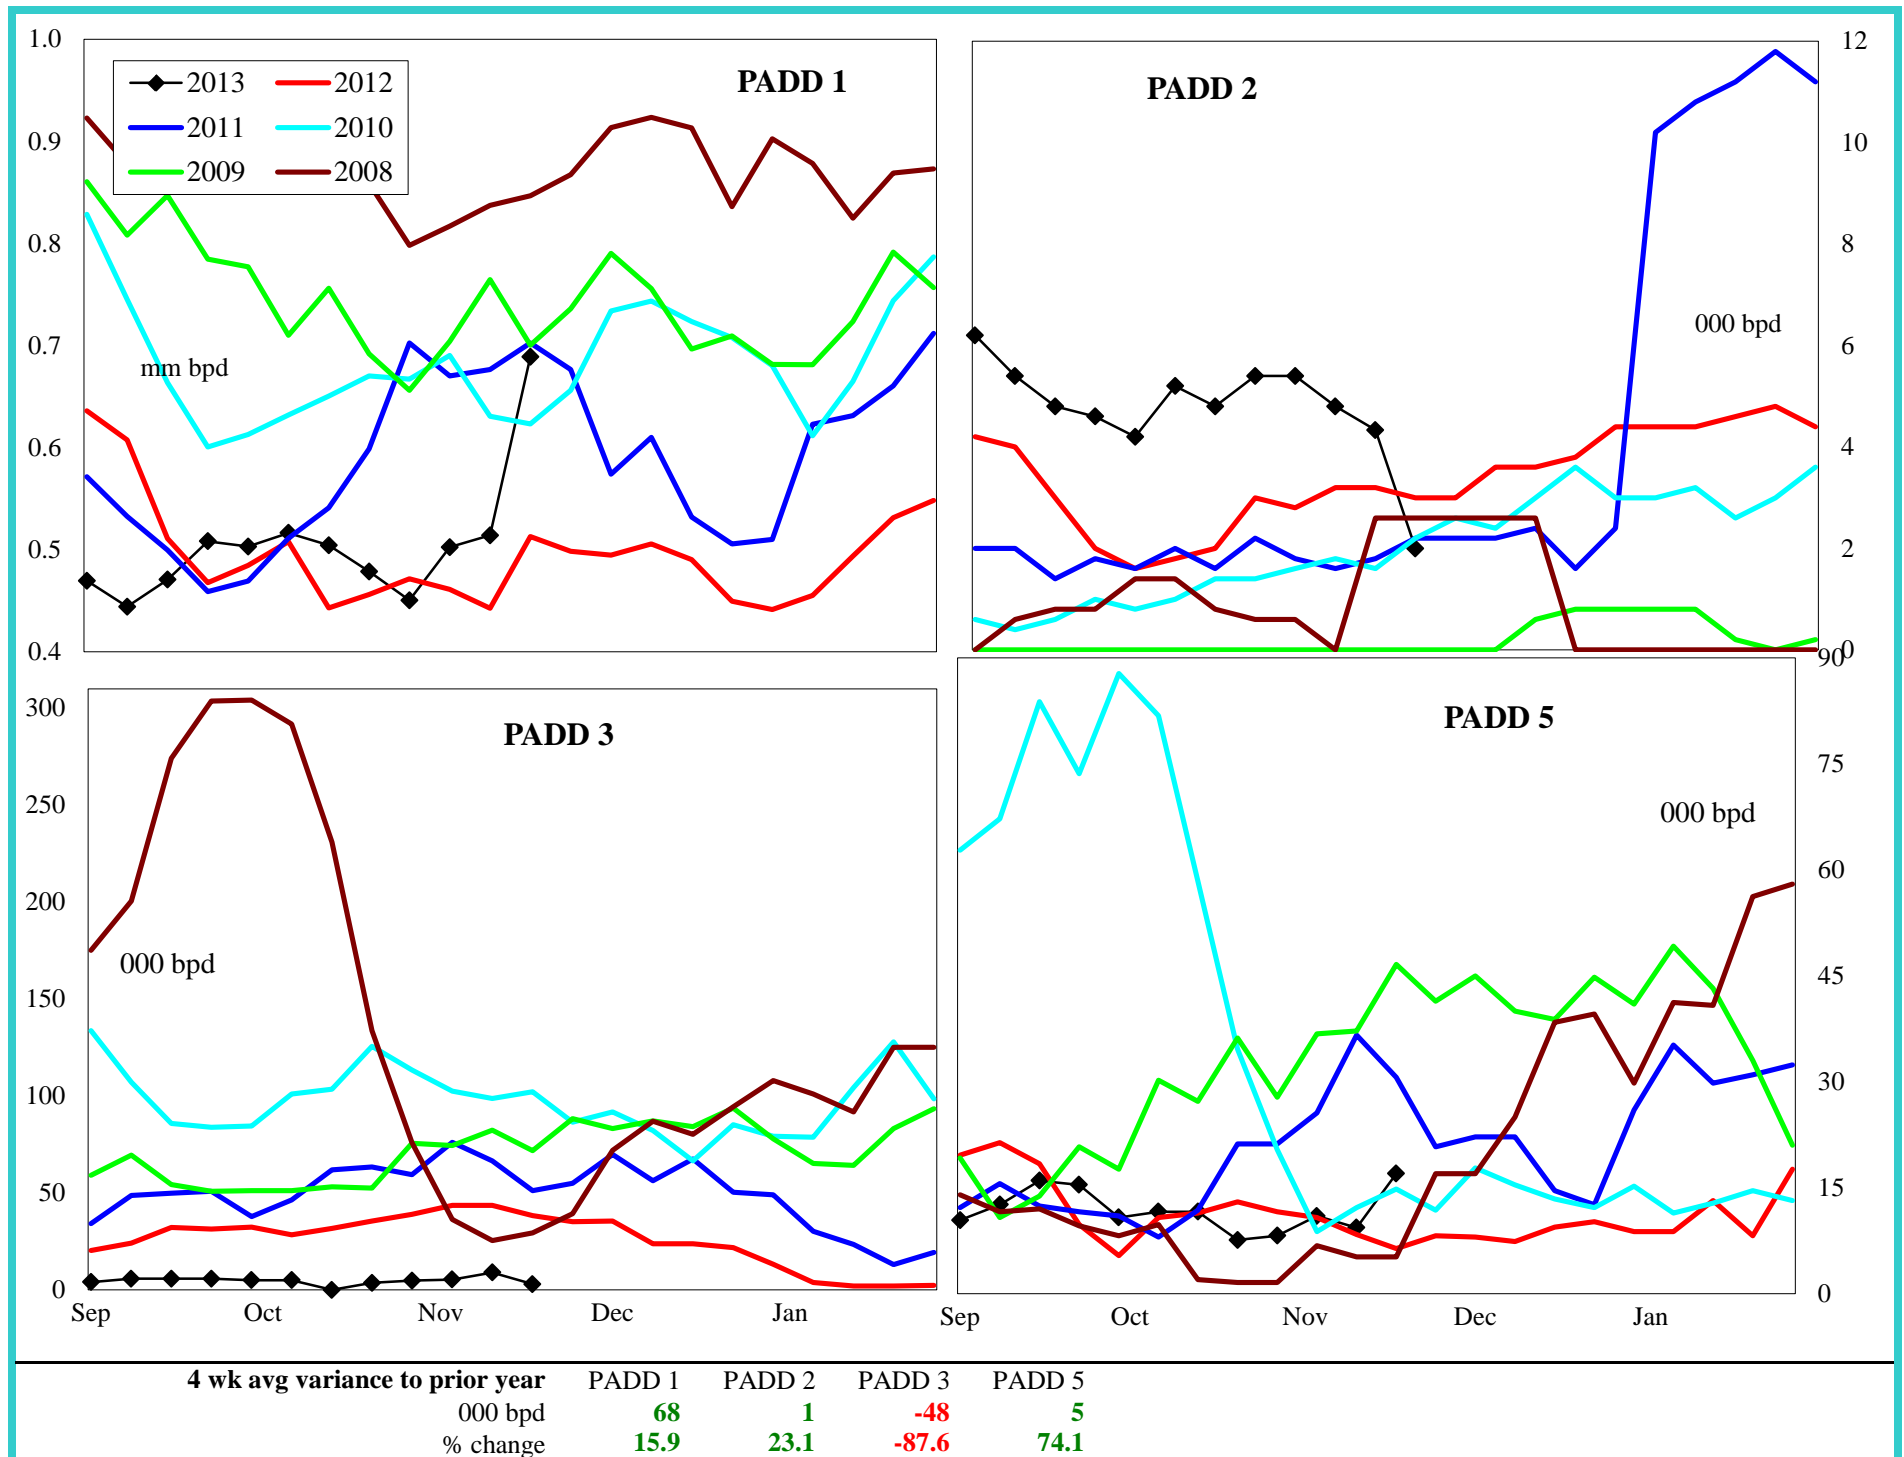 1.0
0.9
0.8
0.7
0.6
0.5
0.4
2013 2012
2011 2010
2009 2008
PADD 1
mm bpd
PADD 2
000 bpd
12
10
8
6
4
2
0
300
250
200
150
100
50
0
PADD 3
000 bpd
Sep Oct Nov Dec Jan
PADD 5
000 bpd
90
75
60
45
30
15
0
Sep Oct Nov Dec Jan
4 wk avg variance to prior year PADD 1 PADD 2 PADD 3 PADD 5
000 bpd 68 1 -48 5
% change 15.9 23.1 -87.6 74.1